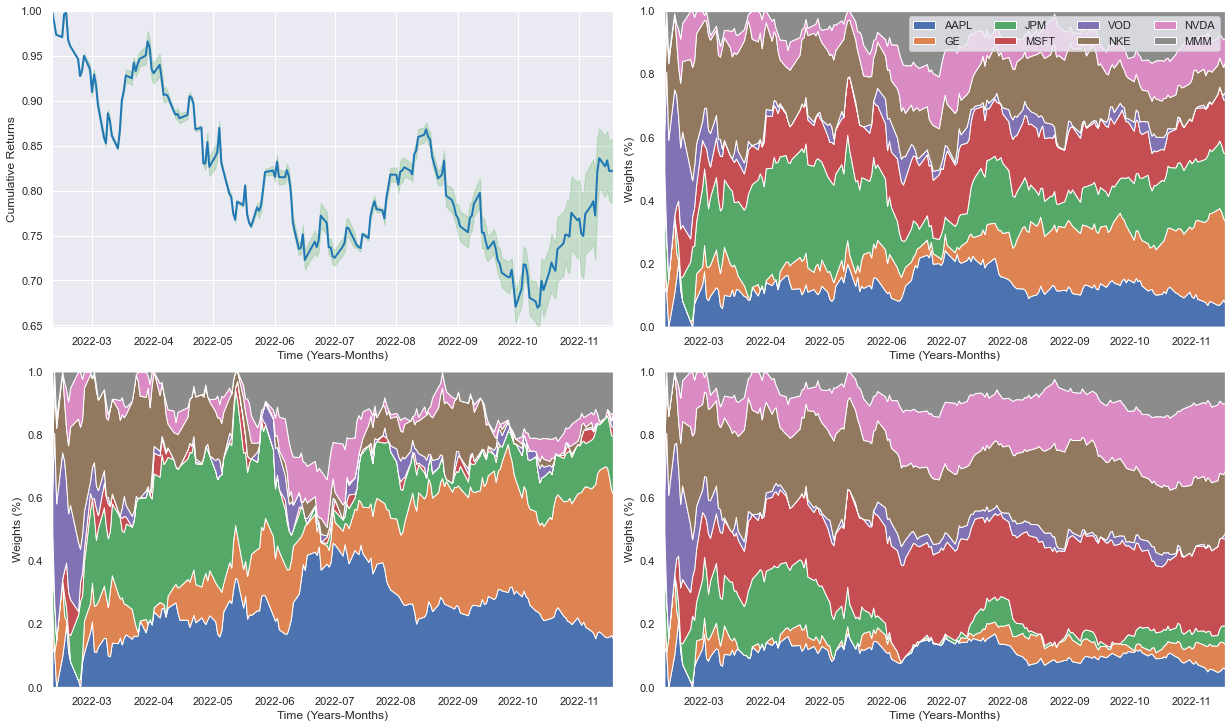 1.00
0.95
0.90
0.85
0.80
0.75
0.70
0.65
Cumulative Returns
2022-03 2022-04 2022-05 2022-06 2022-07 2022-08 2022-09 2022-10 2022-11
Time (Years-Months)
1.0
0.8
0.6
0.4
0.2
0.0
Weights (%)
AAPL JPM VOD NVDA
GE MSFT NKE MMM
2022-03 2022-04 2022-05 2022-06 2022-07 2022-08 2022-09 2022-10 2022-11
Time (Years-Months)
1.0
0.8
0.6
0.4
0.2
0.0
Weights (%)
2022-03 2022-04 2022-05 2022-06 2022-07 2022-08 2022-09 2022-10 2022-11
Time (Years-Months)
1.0
0.8
0.6
0.4
0.2
0.0
Weights (%)
2022-03 2022-04 2022-05 2022-06 2022-07 2022-08 2022-09 2022-10 2022-11
Time (Years-Months)